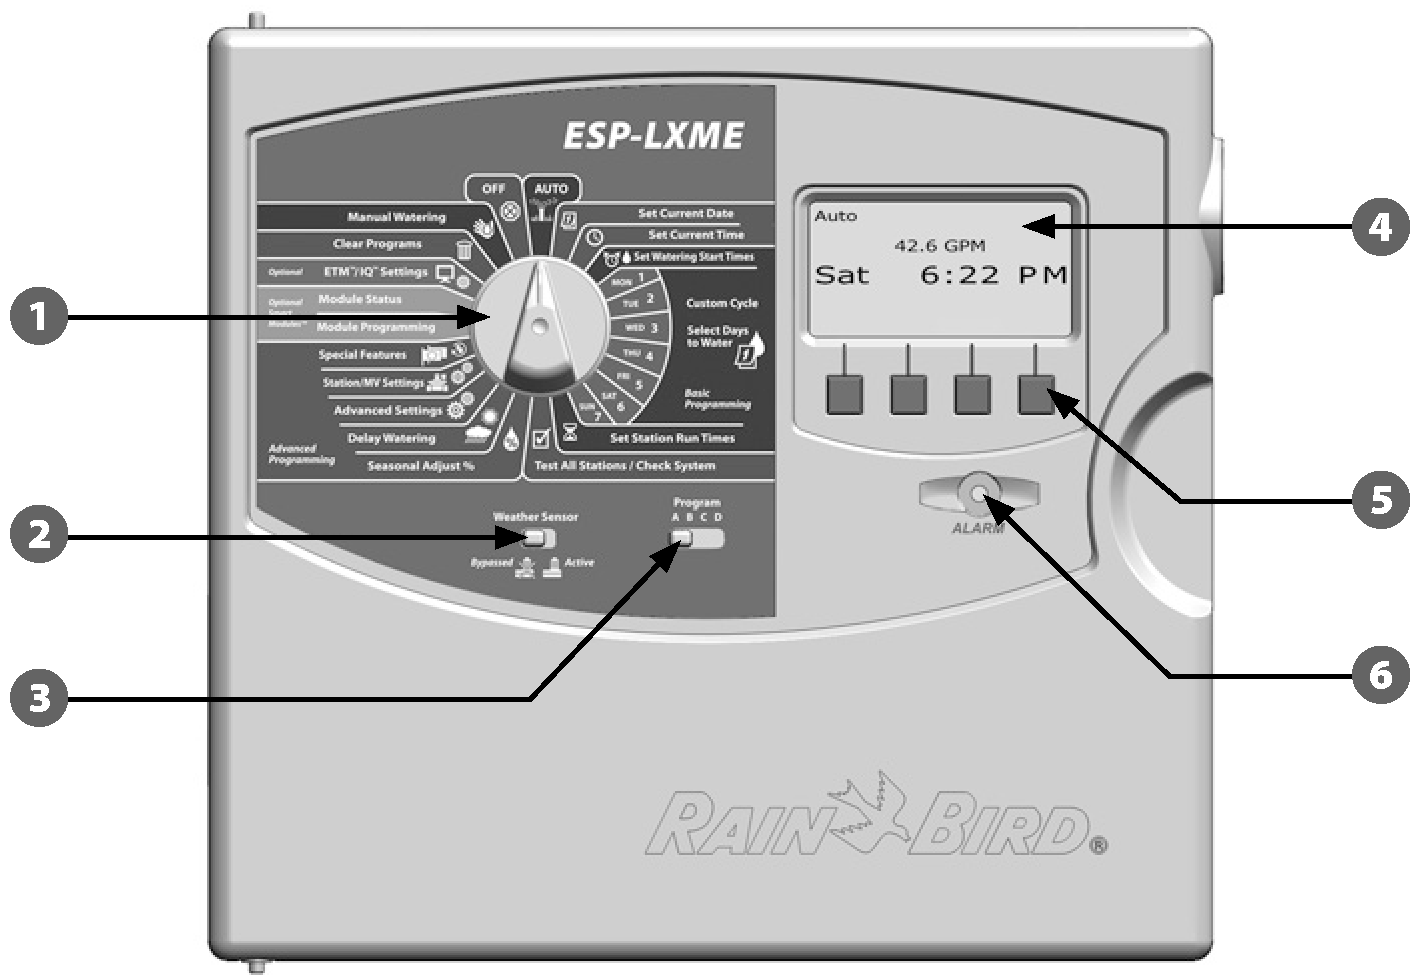 ESP-LXME
OFF
AUTO
Manual Watering
Clear Programs
Optional
ETM™/IQ™ Settings
Optional
Smart
Modules™
Module Status
Module Programming
Special Features
Station/MV Settings
Advanced Settings
Delay Watering
Advanced
Programming
Seasonal Adjust %
Set Current Date
Set Current Time
Set Watering Start Times
MON 1
TUE 2
WED 3
THU 4
FRI 5
SAT 6
SUN 7
Custom Cycle
Select Days
to Water
Basic
Programming
Set Station Run Times
Test All Stations / Check System
Weather Sensor
Bypassed
Active
Program
A B C D
Auto
42.6 GPM
Sat 6:22 PM
ALARM
RAIN BIRD®
1
2
3
4
5
6